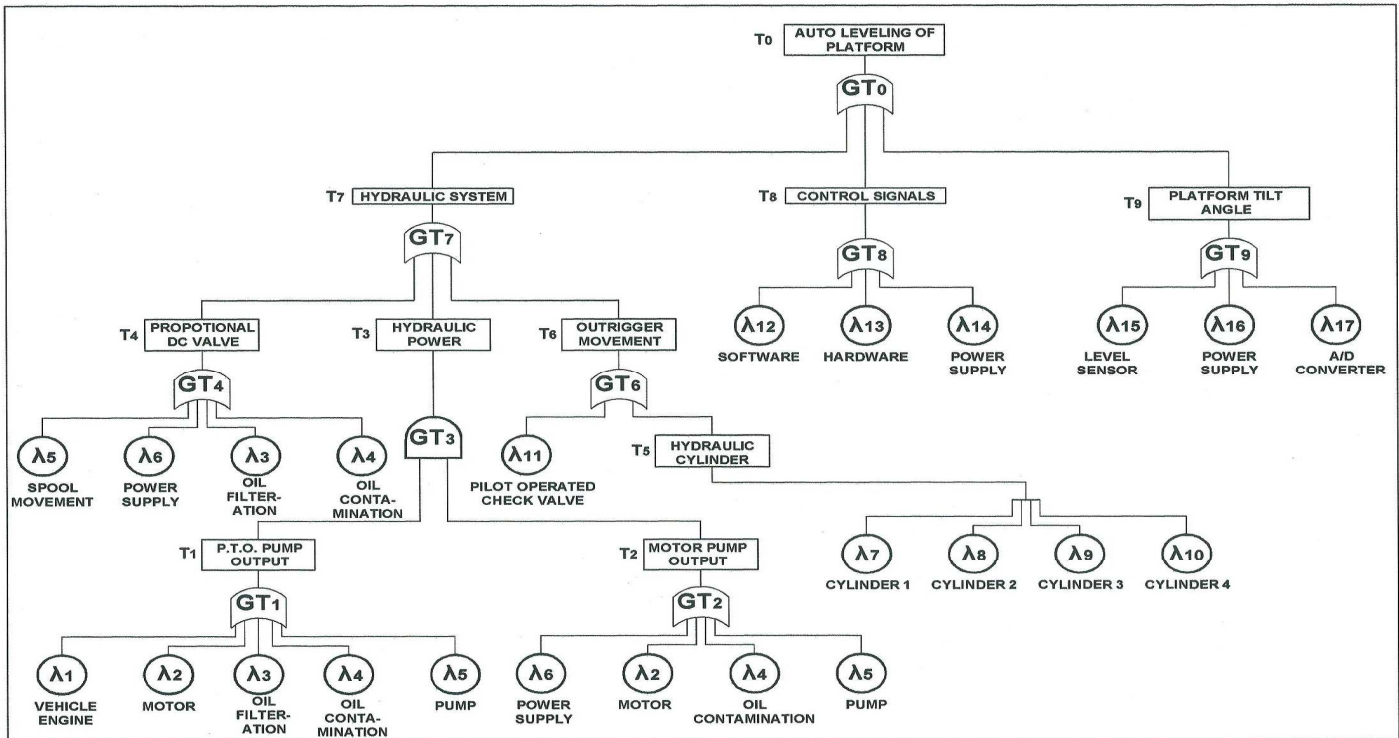 T0
AUTO LEVELING OF
PLATFORM
GT0
T7
HYDRAULIC SYSTEM
T8
CONTROL SIGNALS
T9
PLATFORM TILT
ANGLE
GT7
GT8
GT9
λ12
SOFTWARE
λ13
HARDWARE
λ14
POWER
SUPPLY
λ15
LEVEL
SENSOR
λ16
POWER
SUPPLY
λ17
A/D
CONVERTER
T4
PROPOTIONAL
DC VALVE
T3
HYDRAULIC
POWER
T6
OUTRIGGER
MOVEMENT
GT4
GT3
GT6
λ5
SPOOL
MOVEMENT
λ6
POWER
SUPPLY
λ3
OIL
FILTER-
ATION
λ4
OIL
CONTA-
MINATION
λ11
PILOT OPERATED
CHECK VALVE
T5
HYDRAULIC
CYLINDER
λ7
CYLINDER 1
λ8
CYLINDER 2
λ9
CYLINDER 3
λ10
CYLINDER 4
T1
P.T.O. PUMP
OUTPUT
T2
MOTOR PUMP
OUTPUT
GT1
GT2
λ1
VEHICLE
ENGINE
λ2
MOTOR
λ3
OIL
FILTER-
ATION
λ4
OIL
CONTA-
MINATION
λ5
PUMP
λ6
POWER
SUPPLY
λ2
MOTOR
λ4
OIL
CONTAMINATION
λ5
PUMP